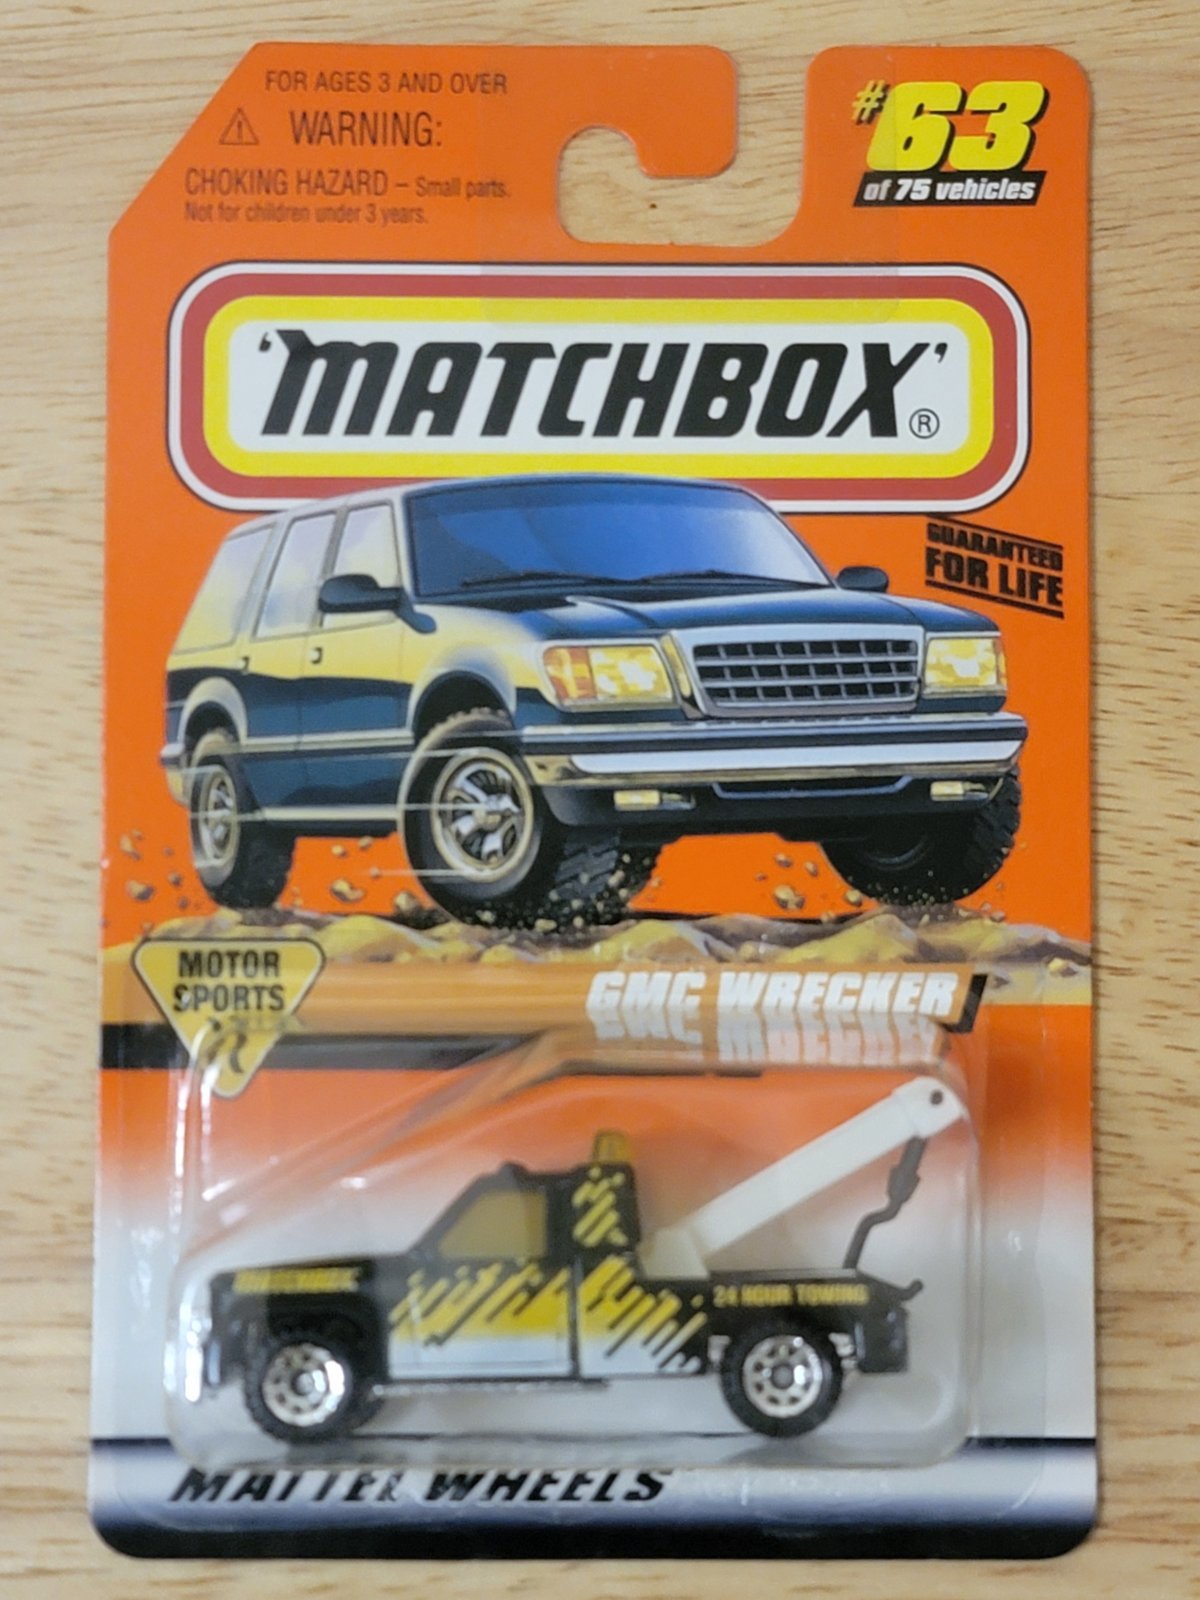 FOR AGES 3 AND OVER
WARNING:
CHOKING HAZARD – Small parts.
Not for children under 3 years.
#63
of 75 vehicles
'MATCHBOX'®
GUARANTEED
FOR LIFE
MOTOR
SPORTS
GMC WRECKER
MATCHBOX
24 HOUR TOWING
MATTEL WHEELS